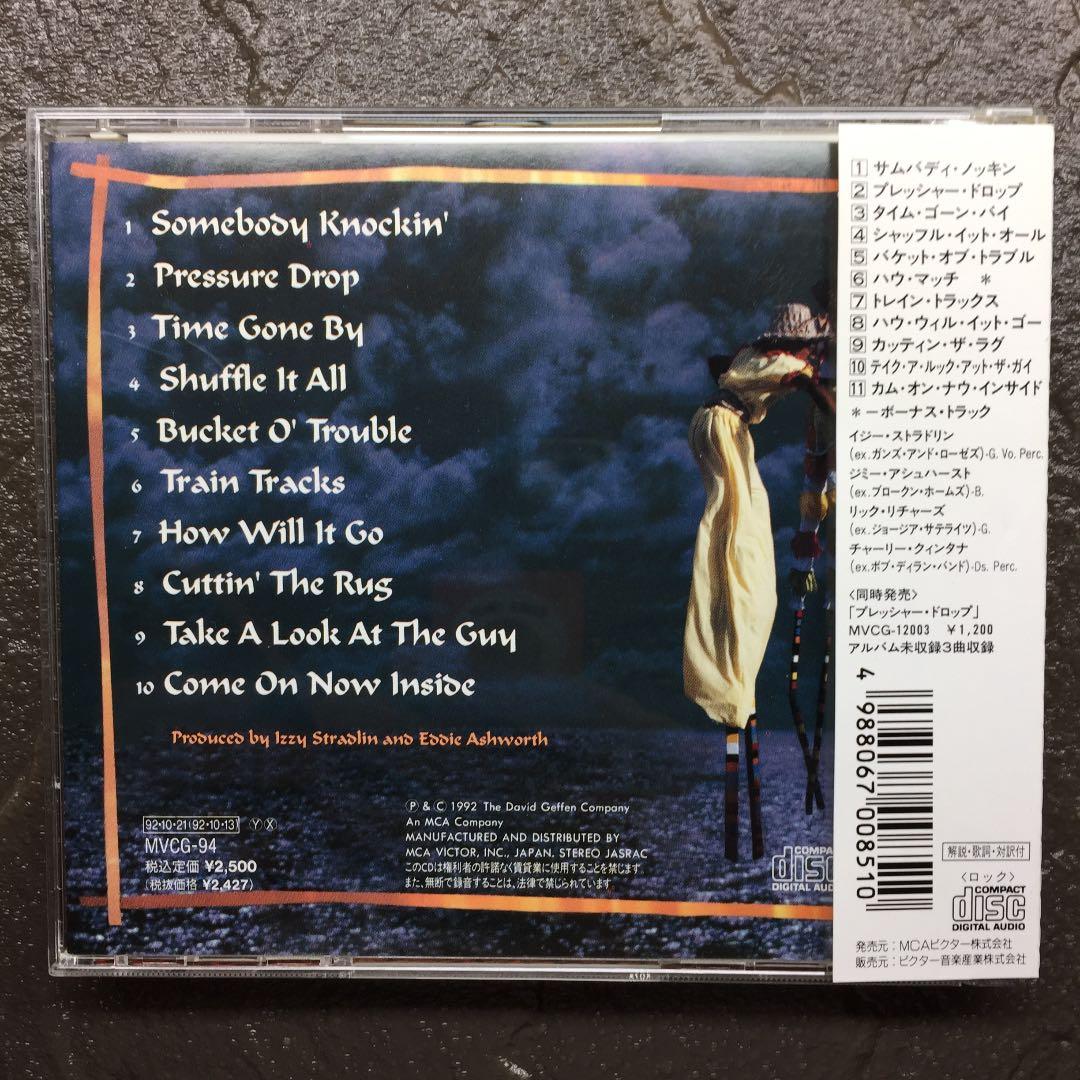 1 Somebody Knockin'
2 Pressure Drop
3 Time Gone By
4 Shuffle It All
5 Bucket O' Trouble
6 Train Tracks
7 How Will It Go
8 Cuttin' The Rug
9 Take A Look At The Guy
10 Come On Now Inside
Produced by Izzy Stradlin and Eddie Ashworth
92・10・21(92・10・13) Ⓨ Ⓧ
MVCG-94
税込定価 ¥2,500
(税抜価格 ¥2,427)
Ⓟ & Ⓒ 1992 The David Geffen Company
An MCA Company
MANUFACTURED AND DISTRIBUTED BY
MCA VICTOR, INC., JAPAN. STEREO JASRAC
このCDは権利者の許諾なく賃貸業に使用することを禁じます。
また、無断で録音することは、法律で禁じられています。
COMPA
disc
DIGITAL AUD
1 サムバディ・ノッキン
2 プレッシャー・ドロップ
3 タイム・ゴーン・バイ
4 シャッフル・イット・オール
5 バケット・オブ・トラブル
6 ハウ・マッチ *
7 トレイン・トラックス
8 ハウ・ウィル・イット・ゴー
9 カッティン・ザ・ラグ
10 テイク・ア・ルック・アット・ザ・ガイ
11 カム・オン・ナウ・インサイド
*－ボーナス・トラック
イジー・ストラドリン
(ex.ガンズ・アンド・ローゼズ)-G. Vo. Perc.
ジミー・アシュハースト
(ex.ブロークン・ホームズ)-B.
リック・リチャーズ
(ex.ジョージア・サテライツ)-G.
チャーリー・クィンタナ
(ex.ボブ・ディラン・バンド)-Ds. Perc.
〈同時発売〉
「プレッシャー・ドロップ」
MVCG-12003 ¥1,200
アルバム未収録3曲収録
4 988067 008510
解説・歌詞・対訳付
〈ロック〉
COMPACT
disc
DIGITAL AUDIO
発売元：MCAビクター株式会社
販売元：ビクター音楽産業株式会社